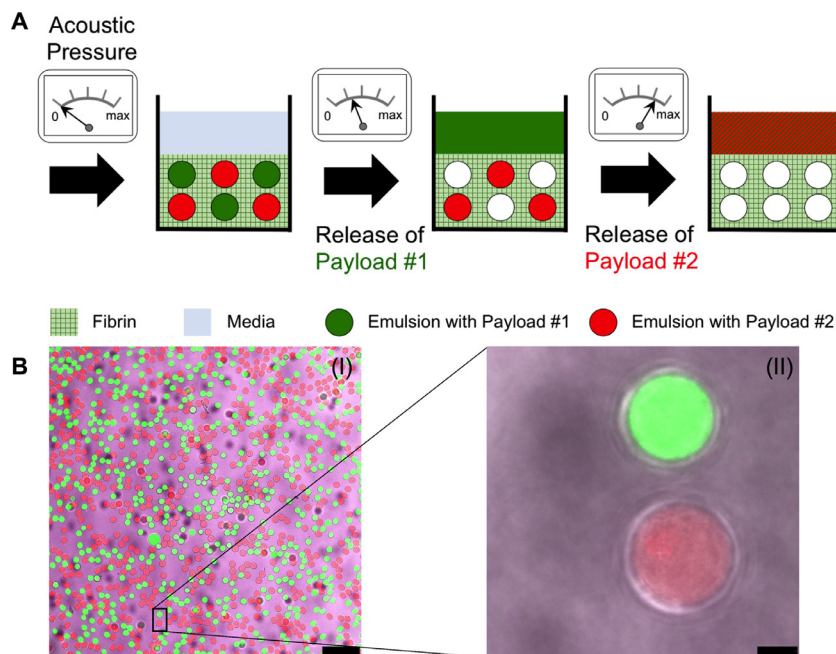 A
Acoustic
Pressure
0 max
0 max
0 max
Release of
Payload #1
Release of
Payload #2
Fibrin
Media
Emulsion with Payload #1
Emulsion with Payload #2
B
(I)
(II)